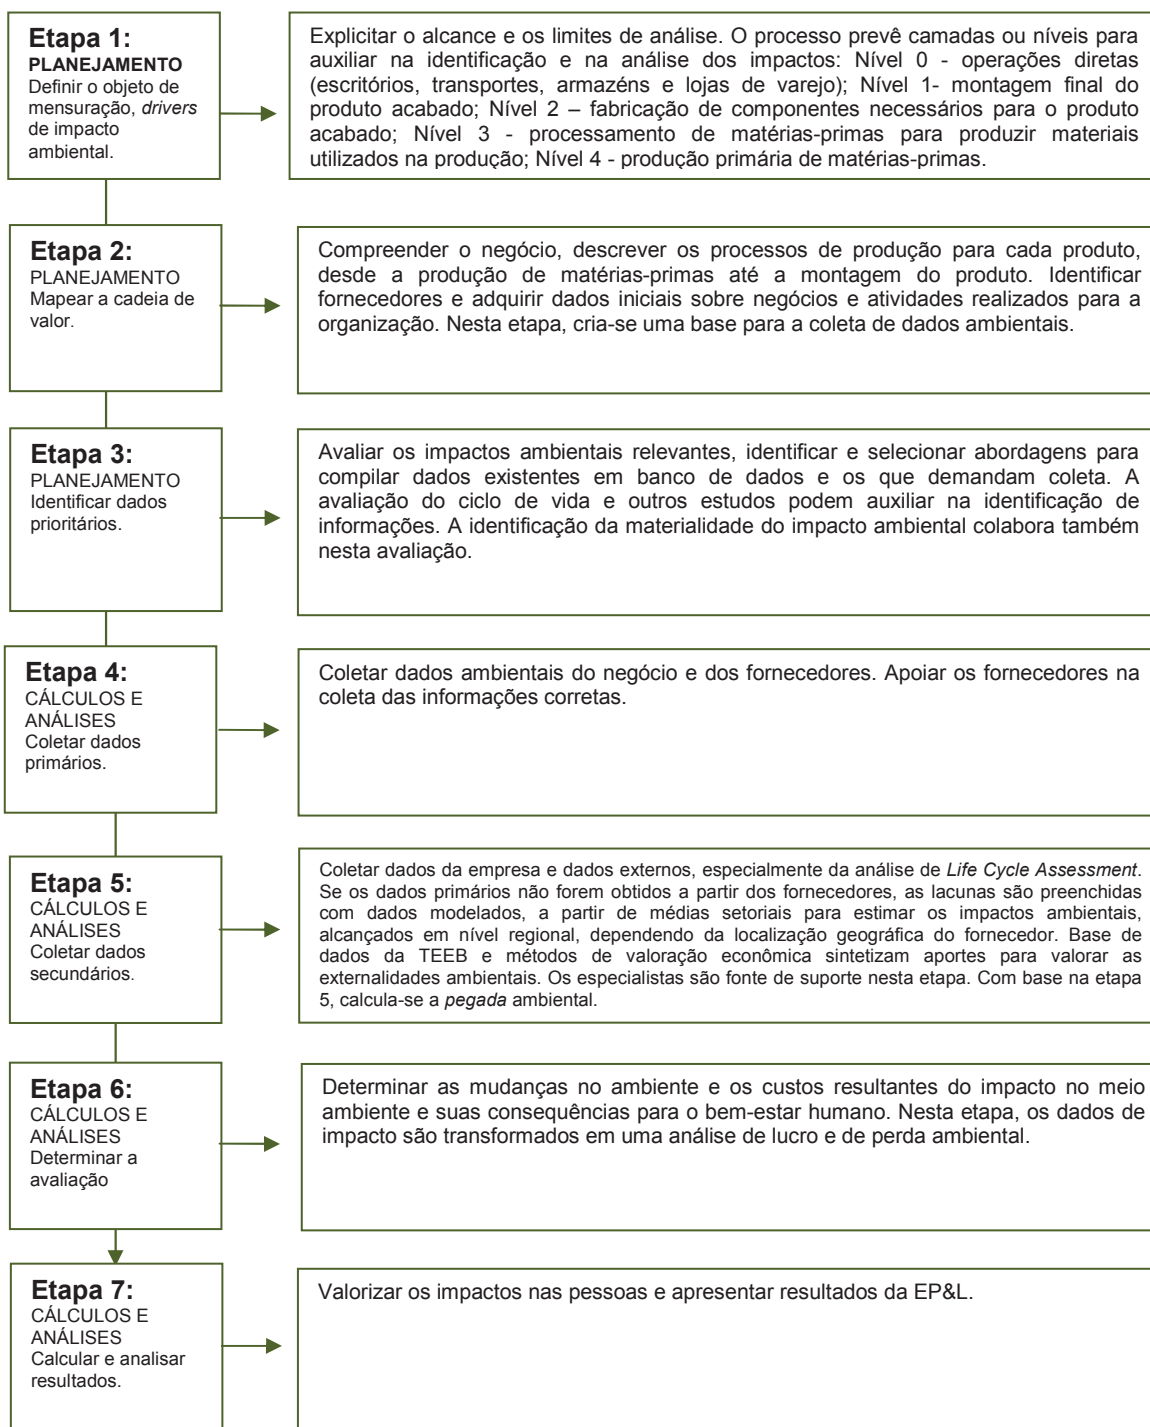 Etapa 1:
PLANEJAMENTO
Definir o objeto de
mensuração, drivers
de impacto
ambiental.
Explicitar o alcance e os limites de análise. O processo prevê camadas ou níveis para
auxiliar na identificação e na análise dos impactos: Nível 0 - operações diretas
(escritórios, transportes, armazéns e lojas de varejo); Nível 1- montagem final do
produto acabado; Nível 2 – fabricação de componentes necessários para o produto
acabado; Nível 3 - processamento de matérias-primas para produzir materiais
utilizados na produção; Nível 4 - produção primária de matérias-primas.
Etapa 2:
PLANEJAMENTO
Mapear a cadeia de
valor.
Compreender o negócio, descrever os processos de produção para cada produto,
desde a produção de matérias-primas até a montagem do produto. Identificar
fornecedores e adquirir dados iniciais sobre negócios e atividades realizados para a
organização. Nesta etapa, cria-se uma base para a coleta de dados ambientais.
Etapa 3:
PLANEJAMENTO
Identificar dados
prioritários.
Avaliar os impactos ambientais relevantes, identificar e selecionar abordagens para
compilar dados existentes em banco de dados e os que demandam coleta. A
avaliação do ciclo de vida e outros estudos podem auxiliar na identificação de
informações. A identificação da materialidade do impacto ambiental colabora também
nesta avaliação.
Etapa 4:
CÁLCULOS E
ANÁLISES
Coletar dados
primários.
Coletar dados ambientais do negócio e dos fornecedores. Apoiar os fornecedores na
coleta das informações corretas.
Etapa 5:
CÁLCULOS E
ANÁLISES
Coletar dados
secundários.
Coletar dados da empresa e dados externos, especialmente da análise de Life Cycle Assessment.
Se os dados primários não forem obtidos a partir dos fornecedores, as lacunas são preenchidas
com dados modelados, a partir de médias setoriais para estimar os impactos ambientais,
alcançados em nível regional, dependendo da localização geográfica do fornecedor. Base de
dados da TEEB e métodos de valoração econômica sintetizam aportes para valorar as
externalidades ambientais. Os especialistas são fonte de suporte nesta etapa. Com base na etapa
5, calcula-se a pegada ambiental.
Etapa 6:
CÁLCULOS E
ANÁLISES
Determinar a
avaliação
Determinar as mudanças no ambiente e os custos resultantes do impacto no meio
ambiente e suas consequências para o bem-estar humano. Nesta etapa, os dados de
impacto são transformados em uma análise de lucro e de perda ambiental.
Etapa 7:
CÁLCULOS E
ANÁLISES
Calcular e analisar
resultados.
Valorizar os impactos nas pessoas e apresentar resultados da EP&L.